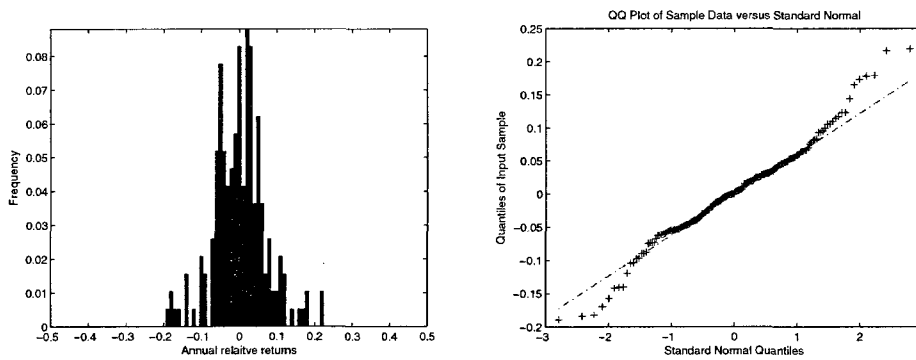 0.08
0.07
0.06
0.05
0.04
0.03
0.02
0.01
0
Frequency
-0.5 -0.4 -0.3 -0.2 -0.1 0 0.1 0.2 0.3 0.4 0.5
Annual relaitve returns
QQ Plot of Sample Data versus Standard Normal
0.25
0.2
0.15
0.1
0.05
0
-0.05
-0.1
-0.15
-0.2
Quantiles of Input Sample
-3 -2 -1 0 1 2
Standard Normal Quantiles